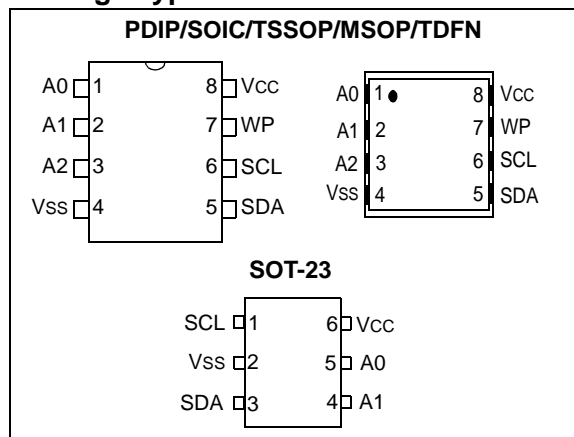 PDIP/SOIC/TSSOP/MSOP/TDFN
A0 1 8 VCC
A1 2 7 WP
A2 3 6 SCL
VSS 4 5 SDA
A0 1 8 VCC
A1 2 7 WP
A2 3 6 SCL
VSS 4 5 SDA
SOT-23
SCL 1 6 VCC
VSS 2 5 A0
SDA 3 4 A1